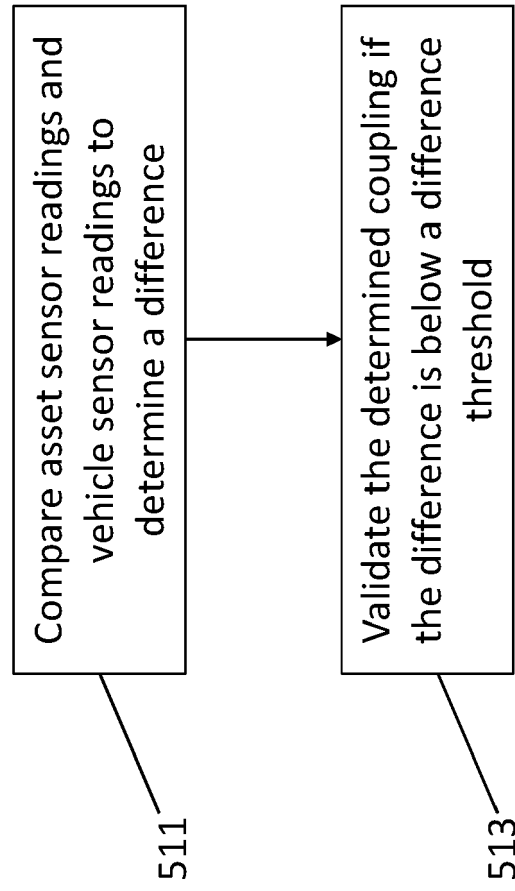 Compare asset sensor readings and
vehicle sensor readings to
determine a difference
511
Validate the determined coupling if
the difference is below a difference
threshold
513